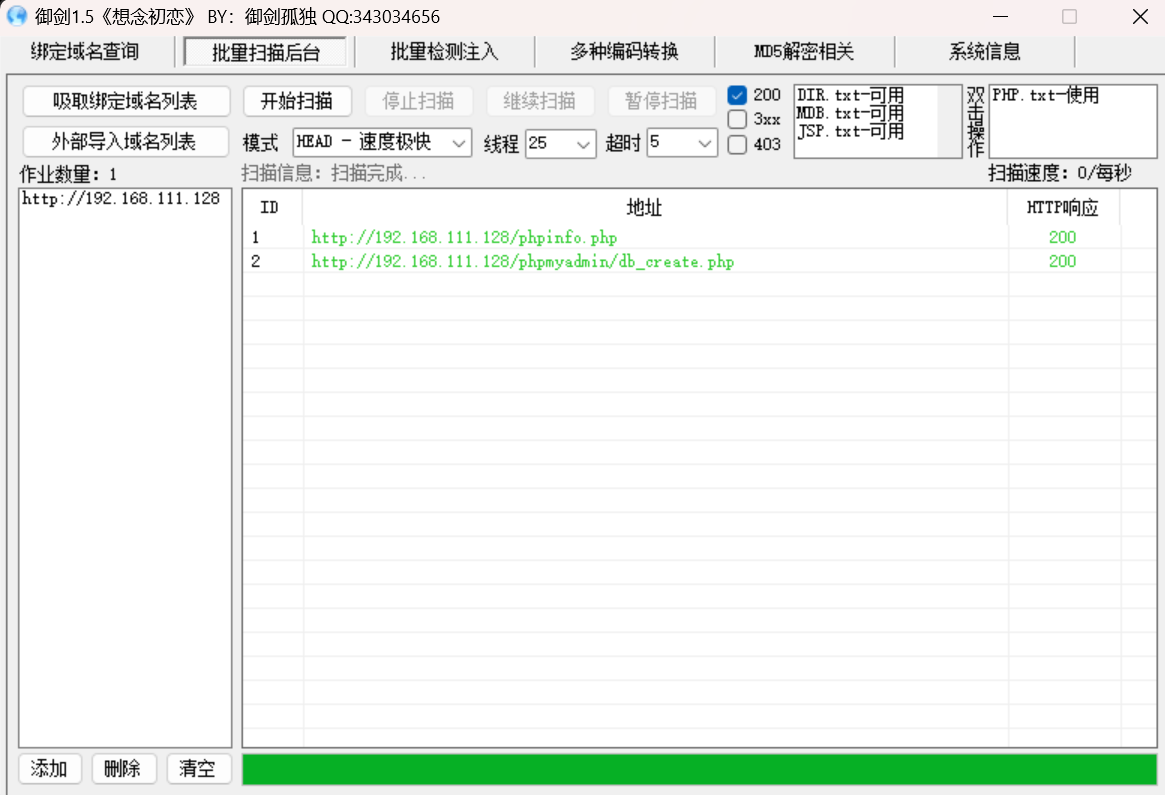 御剑1.5《想念初恋》 BY：御剑孤独 QQ:343034656
绑定域名查询 批量扫描后台 批量检测注入 多种编码转换 MD5解密相关 系统信息
吸取绑定域名列表 开始扫描 停止扫描 继续扫描 暂停扫描 200
3xx
403
DIR.txt-可用
MDB.txt-可用
JSP.txt-可用
双击操作
PHP.txt-使用
外部导入域名列表 模式 HEAD - 速度极快 线程 25 超时 5
作业数量：1 扫描信息：扫描完成... 扫描速度：0/每秒
http://192.168.111.128
ID 地址 HTTP响应
1 http://192.168.111.128/phpinfo.php 200
2 http://192.168.111.128/phpmyadmin/db_create.php 200
添加 删除 清空